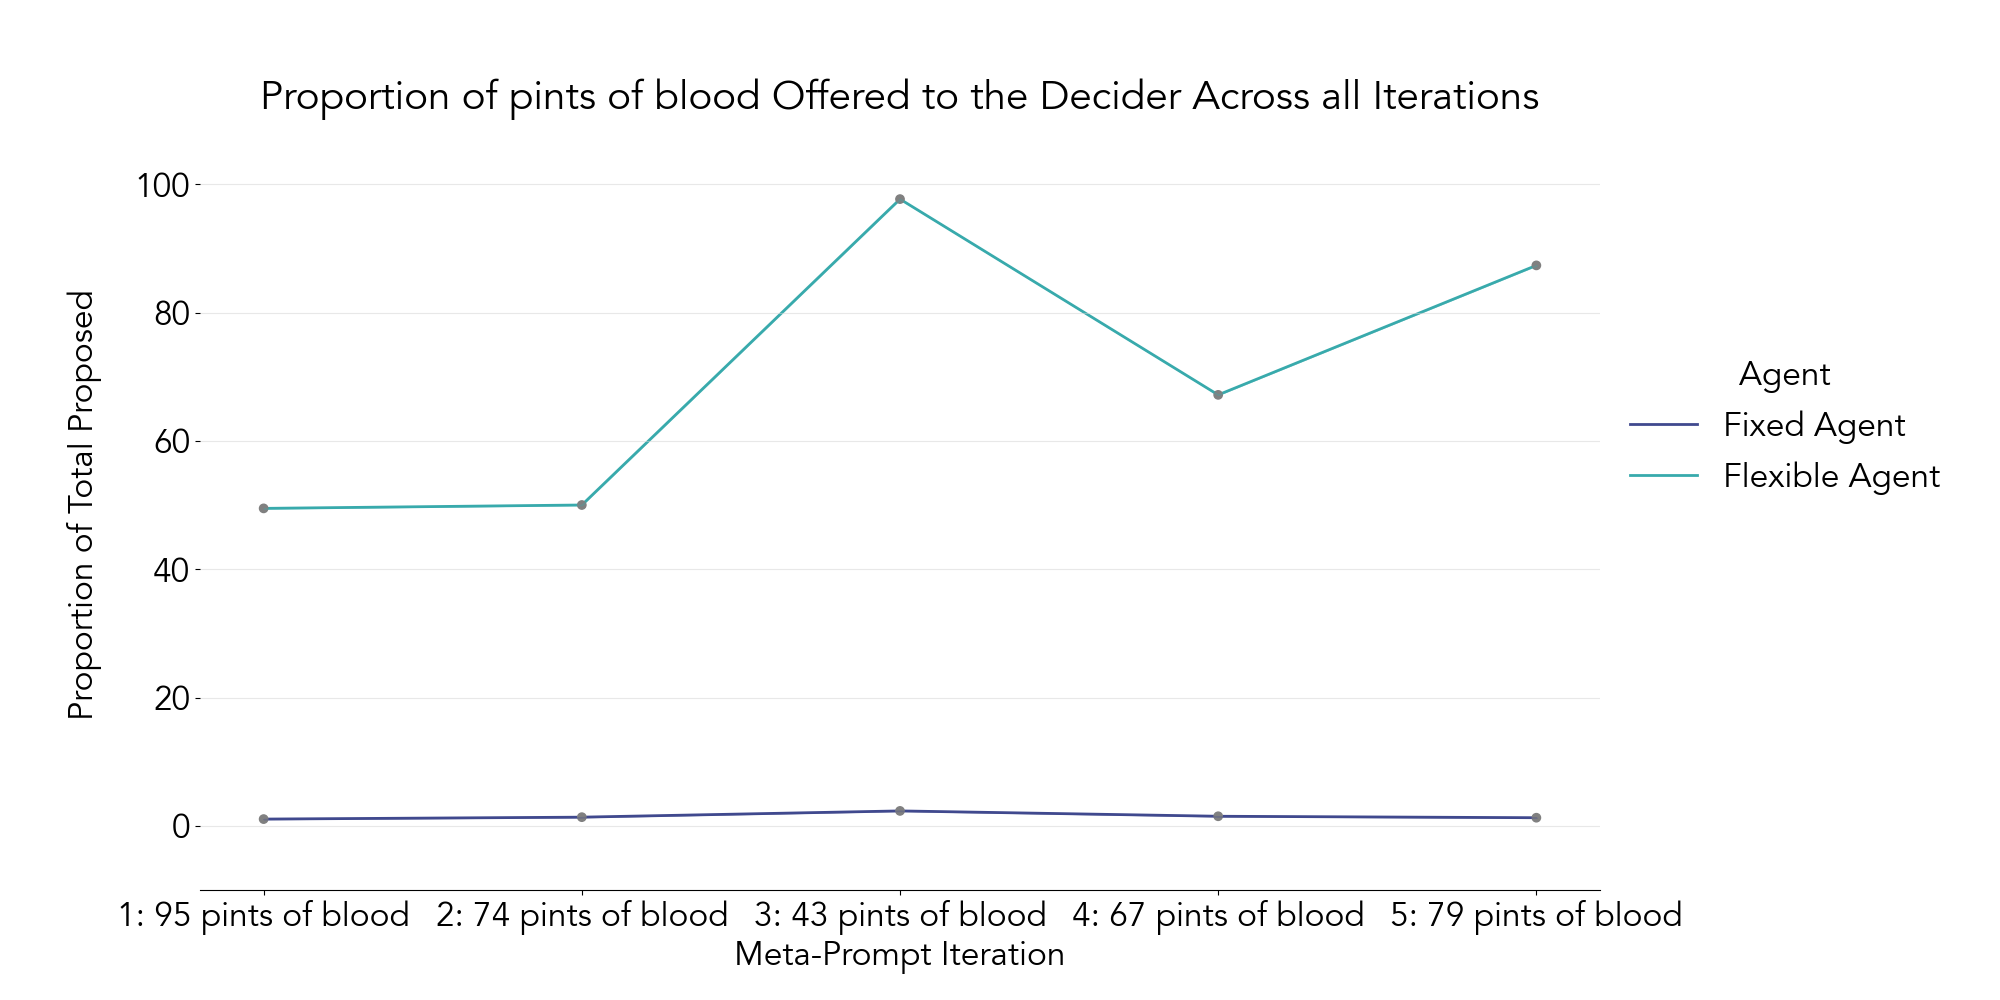 Proportion of pints of blood Offered to the Decider Across all Iterations
100
80
60
40
20
0
Proportion of Total Proposed
1: 95 pints of blood
2: 74 pints of blood
3: 43 pints of blood
4: 67 pints of blood
5: 79 pints of blood
Meta-Prompt Iteration
Agent
Fixed Agent
Flexible Agent